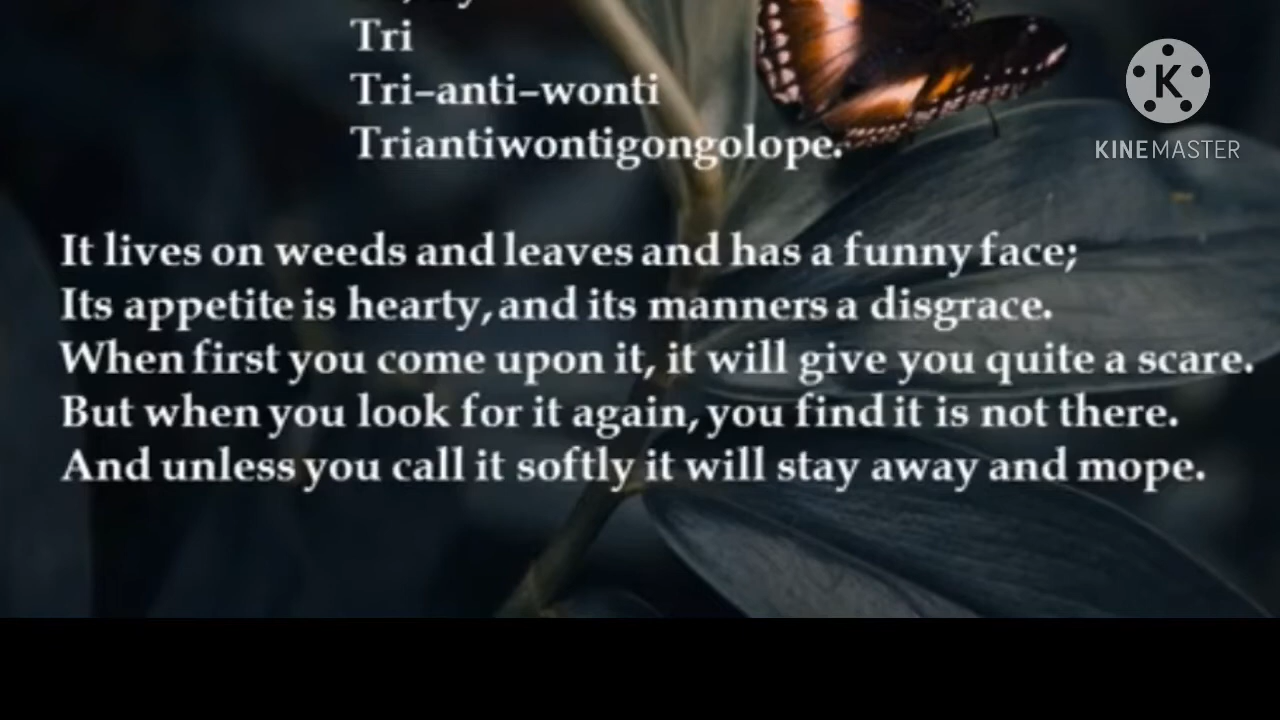 Tri
Tri-anti-wonti
Triantiwontigongolope.
It lives on weeds and leaves and has a funny face;
Its appetite is hearty, and its manners a disgrace.
When first you come upon it, it will give you quite a scare.
But when you look for it again, you find it is not there.
And unless you call it softly it will stay away and mope.
K
KINEMASTER